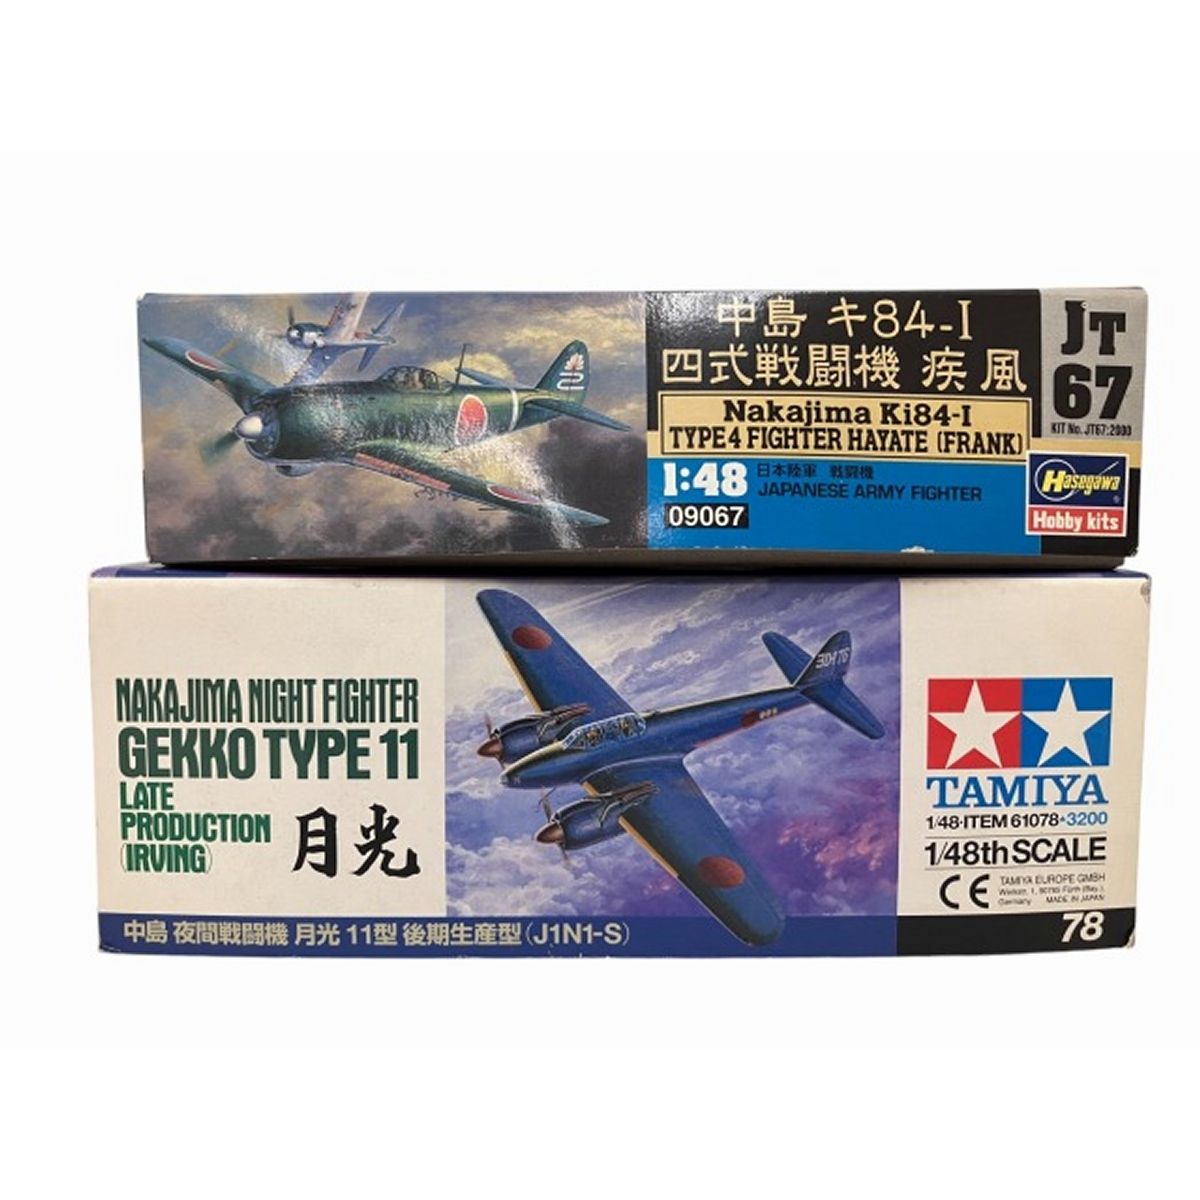 中島 キ84-I
四式戦闘機 疾風
Nakajima Ki84-I
TYPE 4 FIGHTER HAYATE (FRANK)
1:48
日本陸軍 戦闘機
JAPANESE ARMY FIGHTER
09067
JT
67
KIT No. JT67:2000
Hasegawa
Hobby kits
NAKAJIMA NIGHT FIGHTER
GEKKO TYPE 11
LATE
PRODUCTION
(IRVING)
月光
中島 夜間戦闘機 月光 11型 後期生産型(J1N1-S)
TAMIYA
1/48・ITEM 61078 3200
1/48th SCALE
CE
TAMIYA EUROPE GMBH
Germany MADE IN JAPAN
78